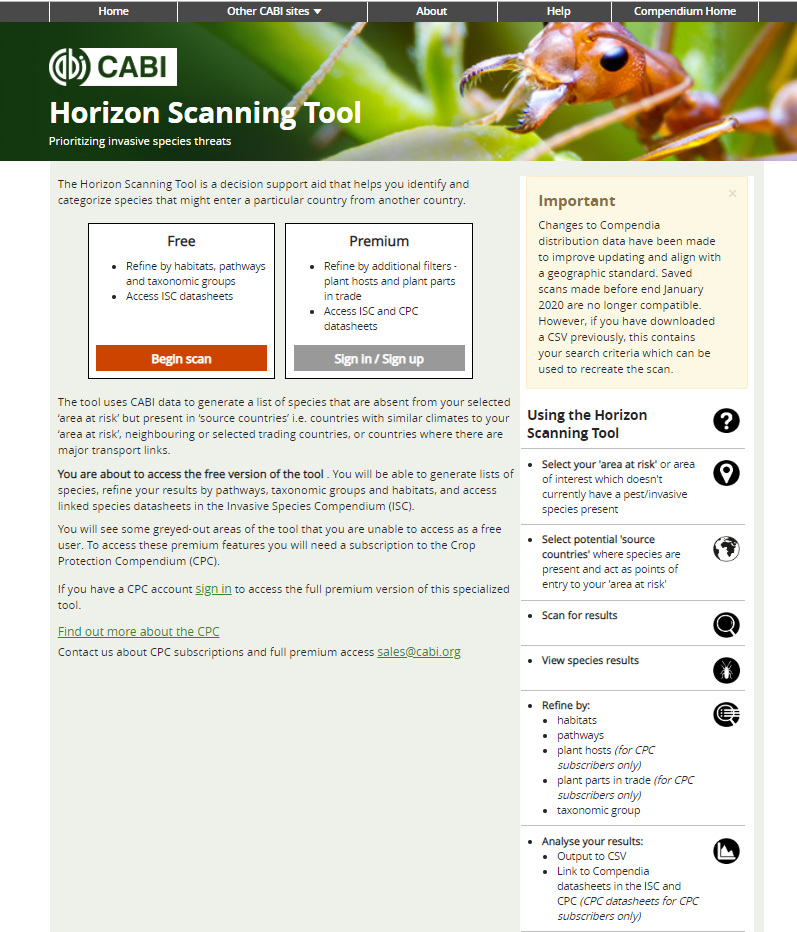 Home
Other CABI sites
About
Help
Compendium Home
CABI
Horizon Scanning Tool
Prioritizing invasive species threats
The Horizon Scanning Tool is a decision support aid that helps you identify and
categorize species that might enter a particular country from another country.
Free
• Refine by habitats, pathways
and taxonomic groups
• Access ISC datasheets
Begin scan
Premium
• Refine by additional filters -
plant hosts and plant parts
in trade
• Access ISC and CPC
datasheets
Sign in / Sign up
The tool uses CABI data to generate a list of species that are absent from your selected
‘area at risk’ but present in ‘source countries’ i.e. countries with similar climates to your
‘area at risk’, neighbouring or selected trading countries, or countries where there are
major transport links.
You are about to access the free version of the tool . You will be able to generate lists of
species, refine your results by pathways, taxonomic groups and habitats, and access
linked species datasheets in the Invasive Species Compendium (ISC).
You will see some greyed-out areas of the tool that you are unable to access as a free
user. To access these premium features you will need a subscription to the Crop
Protection Compendium (CPC).
If you have a CPC account sign in to access the full premium version of this specialized
tool.
Find out more about the CPC
Contact us about CPC subscriptions and full premium access sales@cabi.org
Important
×
Changes to Compendia
distribution data have been made
to improve updating and align with
a geographic standard. Saved
scans made before end January
2020 are no longer compatible.
However, if you have downloaded
a CSV previously, this contains
your search criteria which can be
used to recreate the scan.
Using the Horizon
Scanning Tool
?
• Select your 'area at risk' or area
of interest which doesn't
currently have a pest/invasive
species present
• Select potential 'source
countries' where species are
present and act as points of
entry to your 'area at risk'
• Scan for results
• View species results
• Refine by:
• habitats
• pathways
• plant hosts (for CPC
subscribers only)
• plant parts in trade (for CPC
subscribers only)
• taxonomic group
• Analyse your results:
• Output to CSV
• Link to Compendia
datasheets in the ISC and
CPC (CPC datasheets for CPC
subscribers only)